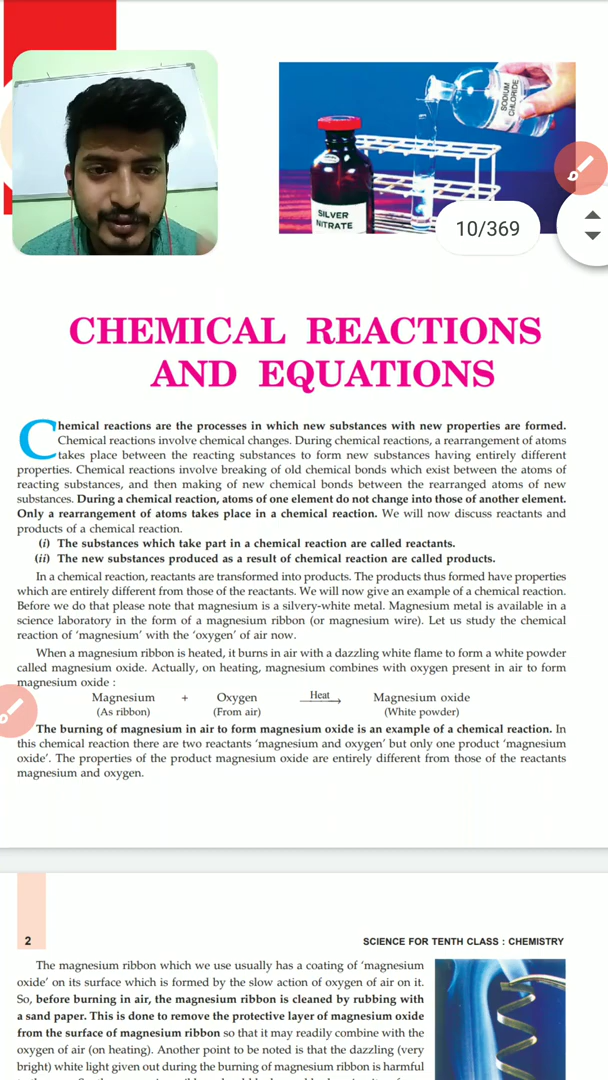 SODIUM
CHLORIDE
SILVER
NITRATE
10/369
CHEMICAL REACTIONS
AND EQUATIONS
Chemical reactions are the processes in which new substances with new properties are formed.
Chemical reactions involve chemical changes. During chemical reactions, a rearrangement of atoms
takes place between the reacting substances to form new substances having entirely different
properties. Chemical reactions involve breaking of old chemical bonds which exist between the atoms of
reacting substances, and then making of new chemical bonds between the rearranged atoms of new
substances. During a chemical reaction, atoms of one element do not change into those of another element.
Only a rearrangement of atoms takes place in a chemical reaction. We will now discuss reactants and
products of a chemical reaction.
(i) The substances which take part in a chemical reaction are called reactants.
(ii) The new substances produced as a result of chemical reaction are called products.
In a chemical reaction, reactants are transformed into products. The products thus formed have properties
which are entirely different from those of the reactants. We will now give an example of a chemical reaction.
Before we do that please note that magnesium is a silvery-white metal. Magnesium metal is available in a
science laboratory in the form of a magnesium ribbon (or magnesium wire). Let us study the chemical
reaction of 'magnesium' with the 'oxygen' of air now.
When a magnesium ribbon is heated, it burns in air with a dazzling white flame to form a white powder
called magnesium oxide. Actually, on heating, magnesium combines with oxygen present in air to form
magnesium oxide :
Magnesium + Oxygen Heat Magnesium oxide
(As ribbon) (From air) (White powder)
The burning of magnesium in air to form magnesium oxide is an example of a chemical reaction. In
this chemical reaction there are two reactants 'magnesium and oxygen' but only one product 'magnesium
oxide'. The properties of the product magnesium oxide are entirely different from those of the reactants
magnesium and oxygen.
2
SCIENCE FOR TENTH CLASS : CHEMISTRY
The magnesium ribbon which we use usually has a coating of 'magnesium
oxide' on its surface which is formed by the slow action of oxygen of air on it.
So, before burning in air, the magnesium ribbon is cleaned by rubbing with
a sand paper. This is done to remove the protective layer of magnesium oxide
from the surface of magnesium ribbon so that it may readily combine with the
oxygen of air (on heating). Another point to be noted is that the dazzling (very
bright) white light given out during the burning of magnesium ribbon is harmful